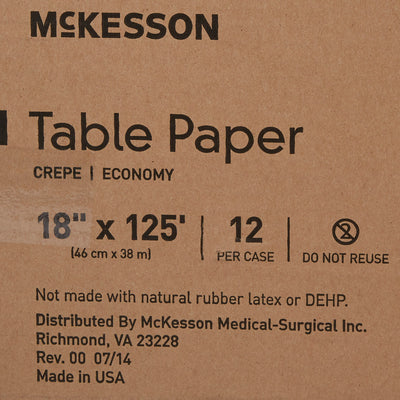 McKESSON
Table Paper
CREPE | ECONOMY
18" x 125' | 12 |
(46 cm x 38 m) PER CASE DO NOT REUSE
Not made with natural rubber latex or DEHP.
Distributed By McKesson Medical-Surgical Inc.
Richmond, VA 23228
Rev. 00 07/14
Made in USA